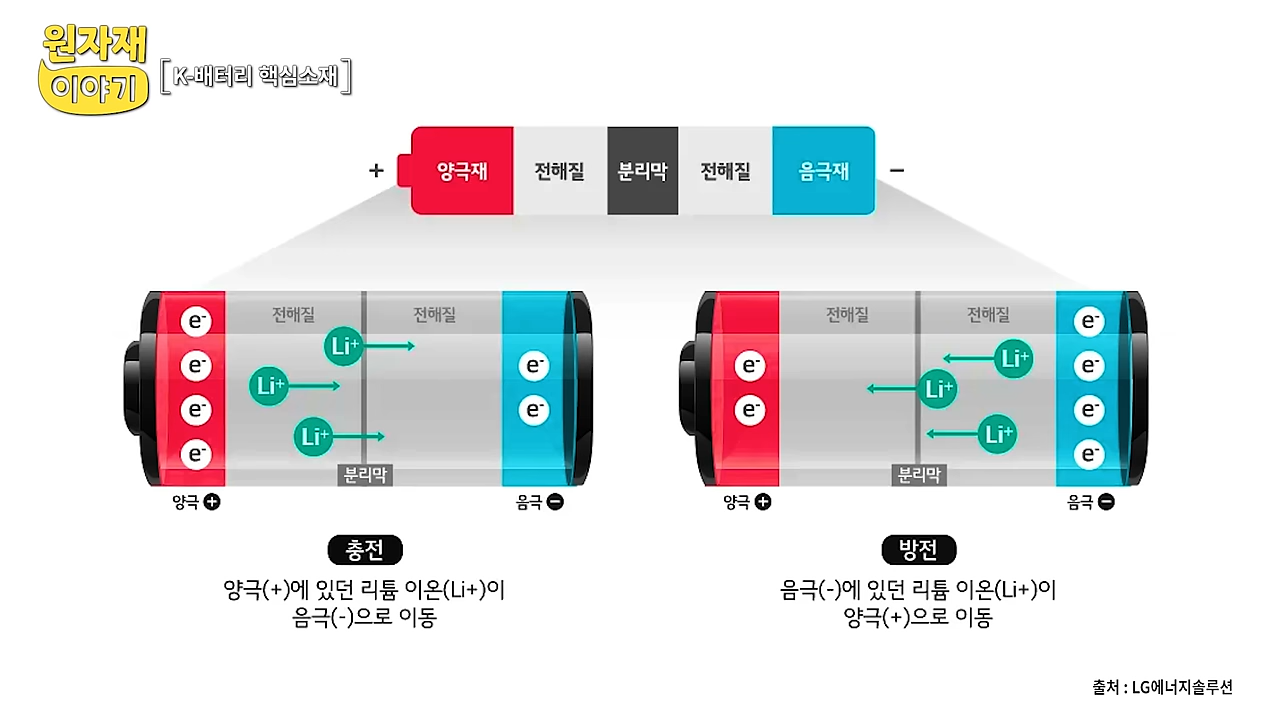 원자재
이야기
[K-배터리 핵심소재]
+ 양극재 전해질 분리막 전해질 음극재 −
전해질 전해질
e-
e-
e-
e-
Li+
Li+
Li+
e-
e-
분리막
양극 + 음극 −
충전
양극(+)에 있던 리튬 이온(Li+)이
음극(-)으로 이동
전해질 전해질
e-
e-
Li+
Li+
Li+
e-
e-
e-
e-
분리막
양극 + 음극 −
방전
음극(-)에 있던 리튬 이온(Li+)이
양극(+)으로 이동
출처 : LG에너지솔루션